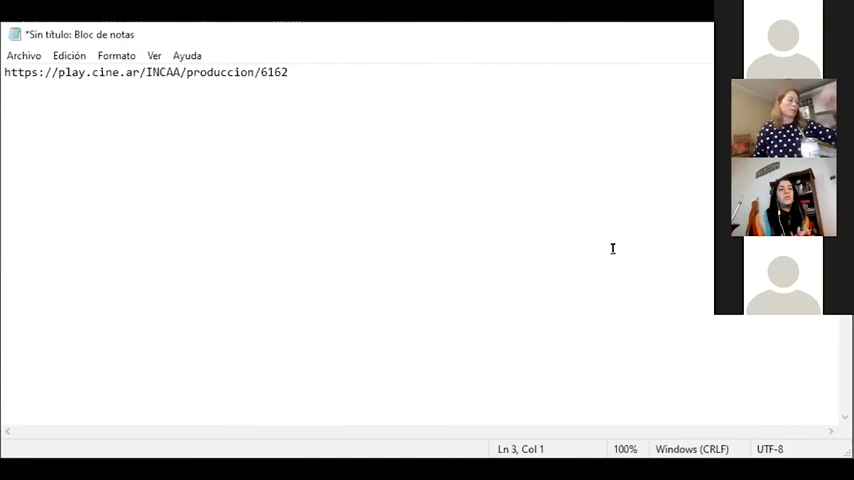 *Sin título: Bloc de notas
Archivo Edición Formato Ver Ayuda
https://play.cine.ar/INCAA/produccion/6162
Ln 3, Col 1 100% Windows (CRLF) UTF-8